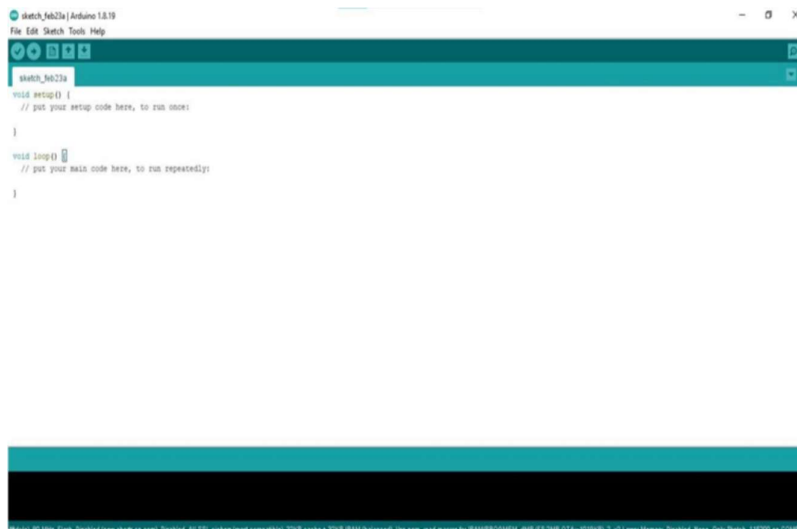 sketch_feb23a | Arduino 1.8.19
File Edit Sketch Tools Help
sketch_feb23a
void setup() {
// put your setup code here, to run once:
}
void loop() {
// put your main code here, to run repeatedly:
}